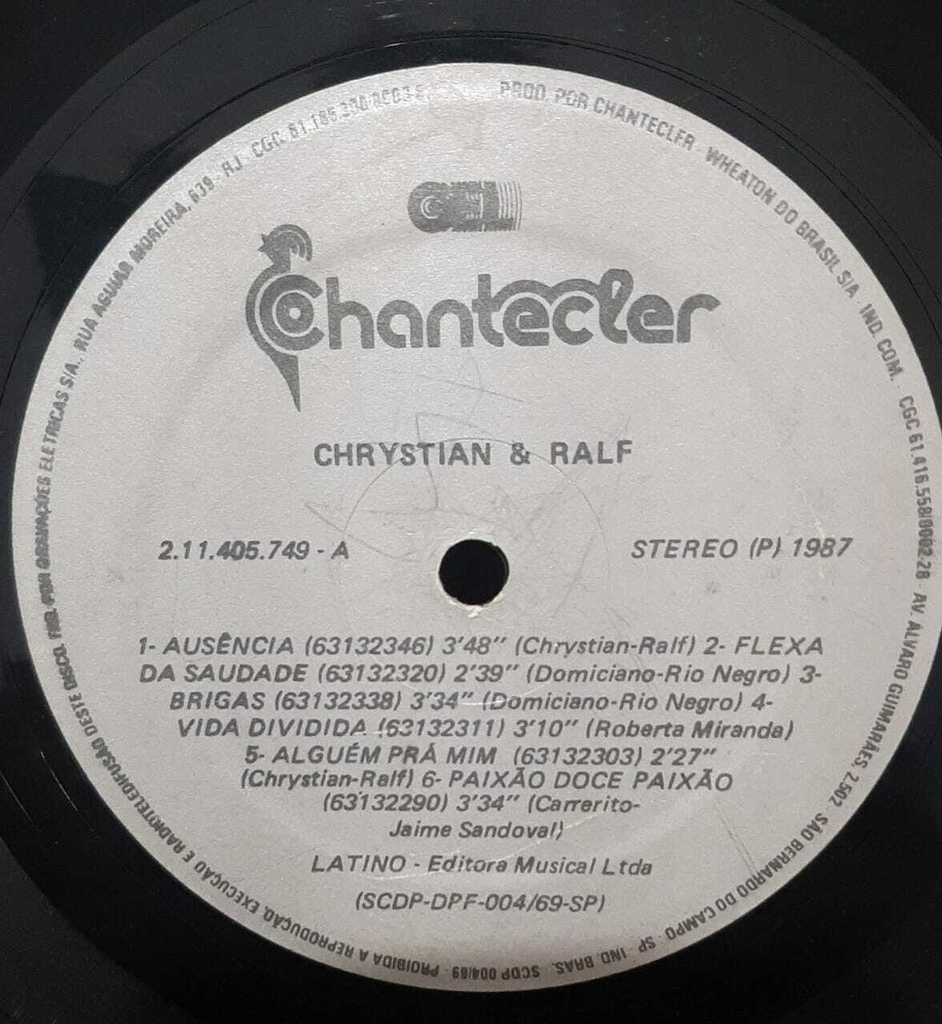 Chantecler
CHRYSTIAN & RALF
2.11.405.749 - A
STEREO (P) 1987
1- AUSÊNCIA (63132346) 3'48" (Chrystian-Ralf) 2- FLEXA
DA SAUDADE (63132320) 2'39" (Domiciano-Rio Negro) 3-
BRIGAS (63132338) 3'34" (Domiciano-Rio Negro) 4-
VIDA DIVIDIDA (63132311) 3'10" (Roberta Miranda)
5- ALGUÉM PRÁ MIM (63132303) 2'27"
(Chrystian-Ralf) 6- PAIXÃO DOCE PAIXÃO
(63132290) 3'34" (Carrerito-
Jaime Sandoval)
LATINO - Editora Musical Ltda
(SCDP-DPF-004/69-SP)
PROD. POR CHANTECLER - WHEATON DO BRASIL S/A - IND. COM. - CGC 61.416.558/0002-28 - AV. ALVARO GUIMARÃES, 2.502 - SÃO BERNARDO DO CAMPO - SP - IND. BRAS. - SCDP 004/69 - PROIBIDA A REPRODUÇÃO, EXECUÇÃO E RADIOTELEDIFUSÃO DESTE DISCO. FAB. POR GRAVAÇÕES ELÉTRICAS S/A., RUA AGUIAR MOREIRA, 639 - RJ - CGC.